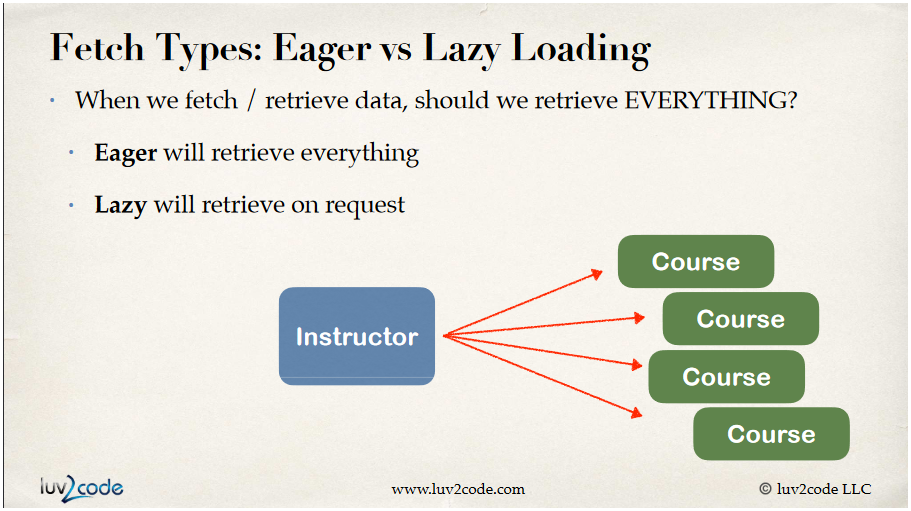 Fetch Types: Eager vs Lazy Loading
• When we fetch / retrieve data, should we retrieve EVERYTHING?
• Eager will retrieve everything
• Lazy will retrieve on request
Course
Course
Instructor
Course
Course
luv2code
www.luv2code.com
© luv2code LLC